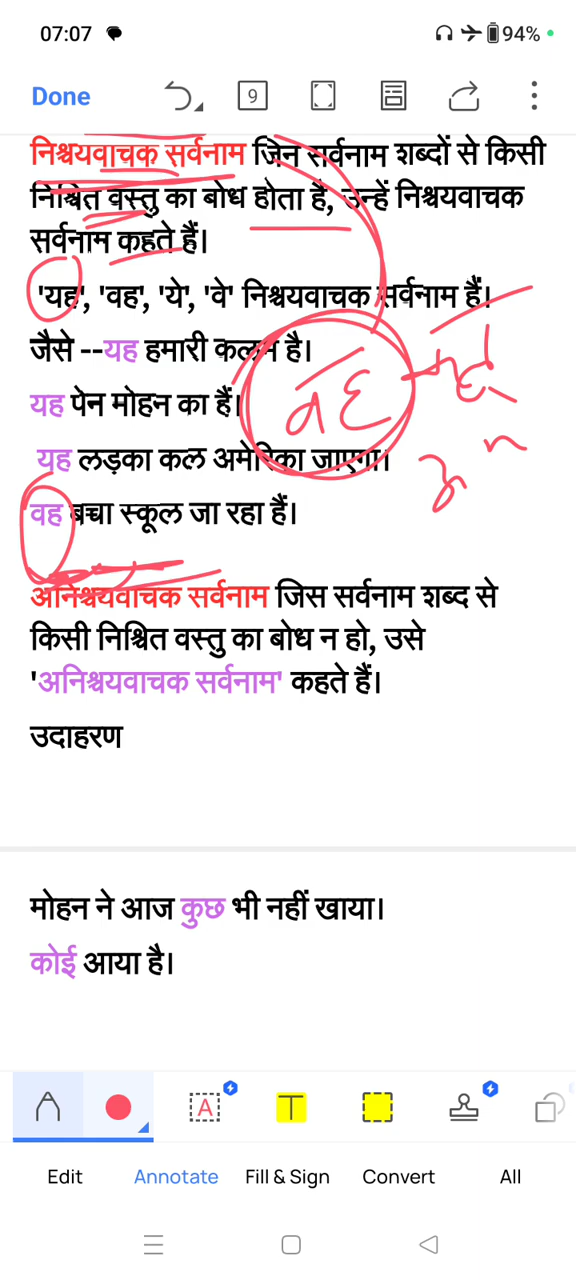 07:07
94%
Done
9
निश्चयवाचक सर्वनाम जिन सर्वनाम शब्दों से किसी
निश्चित वस्तु का बोध होता है, उन्हें निश्चयवाचक
सर्वनाम कहते हैं।
'यह', 'वह', 'ये', 'वे' निश्चयवाचक सर्वनाम हैं।
जैसे --यह हमारी कलम है।
यह पेन मोहन का हैं।
वह
यह लड़का कल अमेरिका जाएगा।
वह बच्चा स्कूल जा रहा हैं।
अनिश्चयवाचक सर्वनाम जिस सर्वनाम शब्द से
किसी निश्चित वस्तु का बोध न हो, उसे
'अनिश्चयवाचक सर्वनाम' कहते हैं।
उदाहरण
मोहन ने आज कुछ भी नहीं खाया।
कोई आया है।
A
T
Edit
Annotate
Fill & Sign
Convert
All